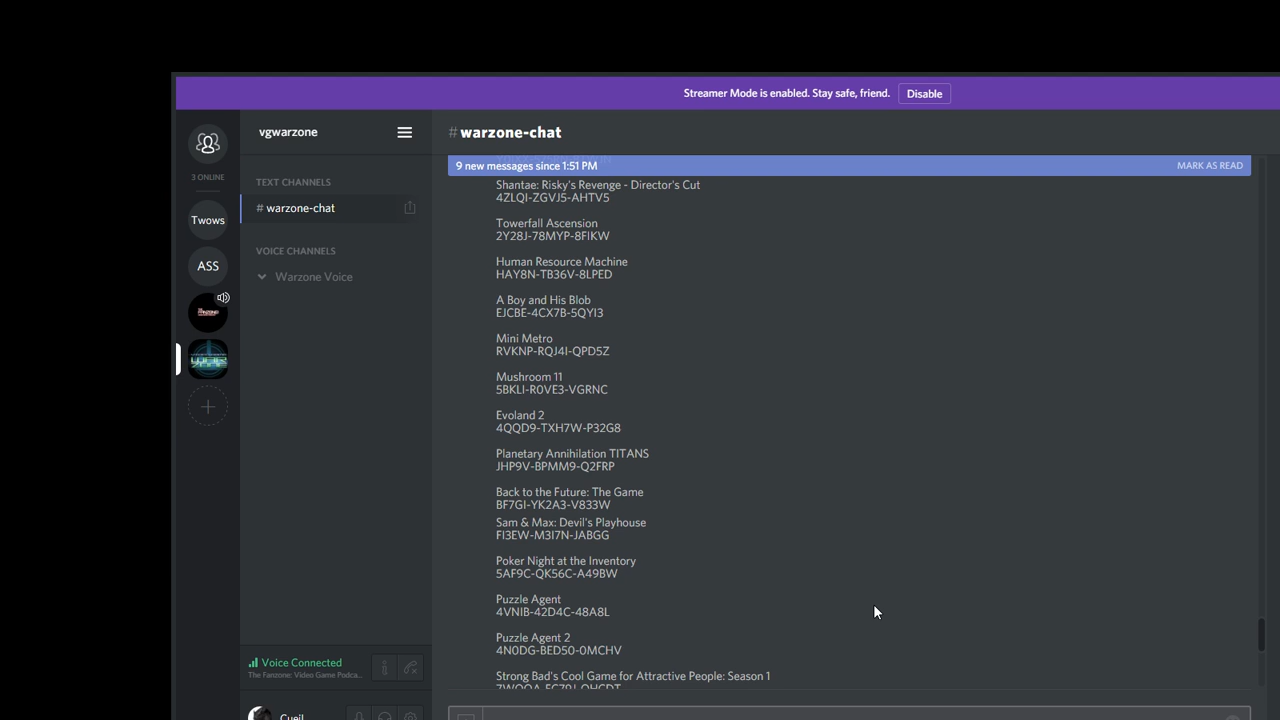 Streamer Mode is enabled. Stay safe, friend.
Disable
vgwarzone
#warzone-chat
9 new messages since 1:51 PM
MARK AS READ
3 ONLINE
Twows
ASS
TEXT CHANNELS
# warzone-chat
VOICE CHANNELS
Warzone Voice
Shantae: Risky's Revenge - Director's Cut
4ZLQI-ZGVJ5-AHTV5
Towerfall Ascension
2Y28J-78MYP-8FIKW
Human Resource Machine
HAY8N-TB36V-8LPED
A Boy and His Blob
EJCBE-4CX7B-5QYI3
Mini Metro
RVKNP-RQJ4I-QPD5Z
Mushroom 11
5BKLI-R0VE3-VGRNC
Evoland 2
4QQD9-TXH7W-P32G8
Planetary Annihilation TITANS
JHP9V-BPMM9-Q2FRP
Back to the Future: The Game
BF7GI-YK2A3-V833W
Sam & Max: Devil's Playhouse
FI3EW-M3I7N-JABGG
Poker Night at the Inventory
5AF9C-QK56C-A49BW
Puzzle Agent
4VNIB-42D4C-48A8L
Puzzle Agent 2
4N0DG-BED50-0MCHV
Strong Bad's Cool Game for Attractive People: Season 1
Voice Connected
The Fanzone: Video Game Podca...
Cueil